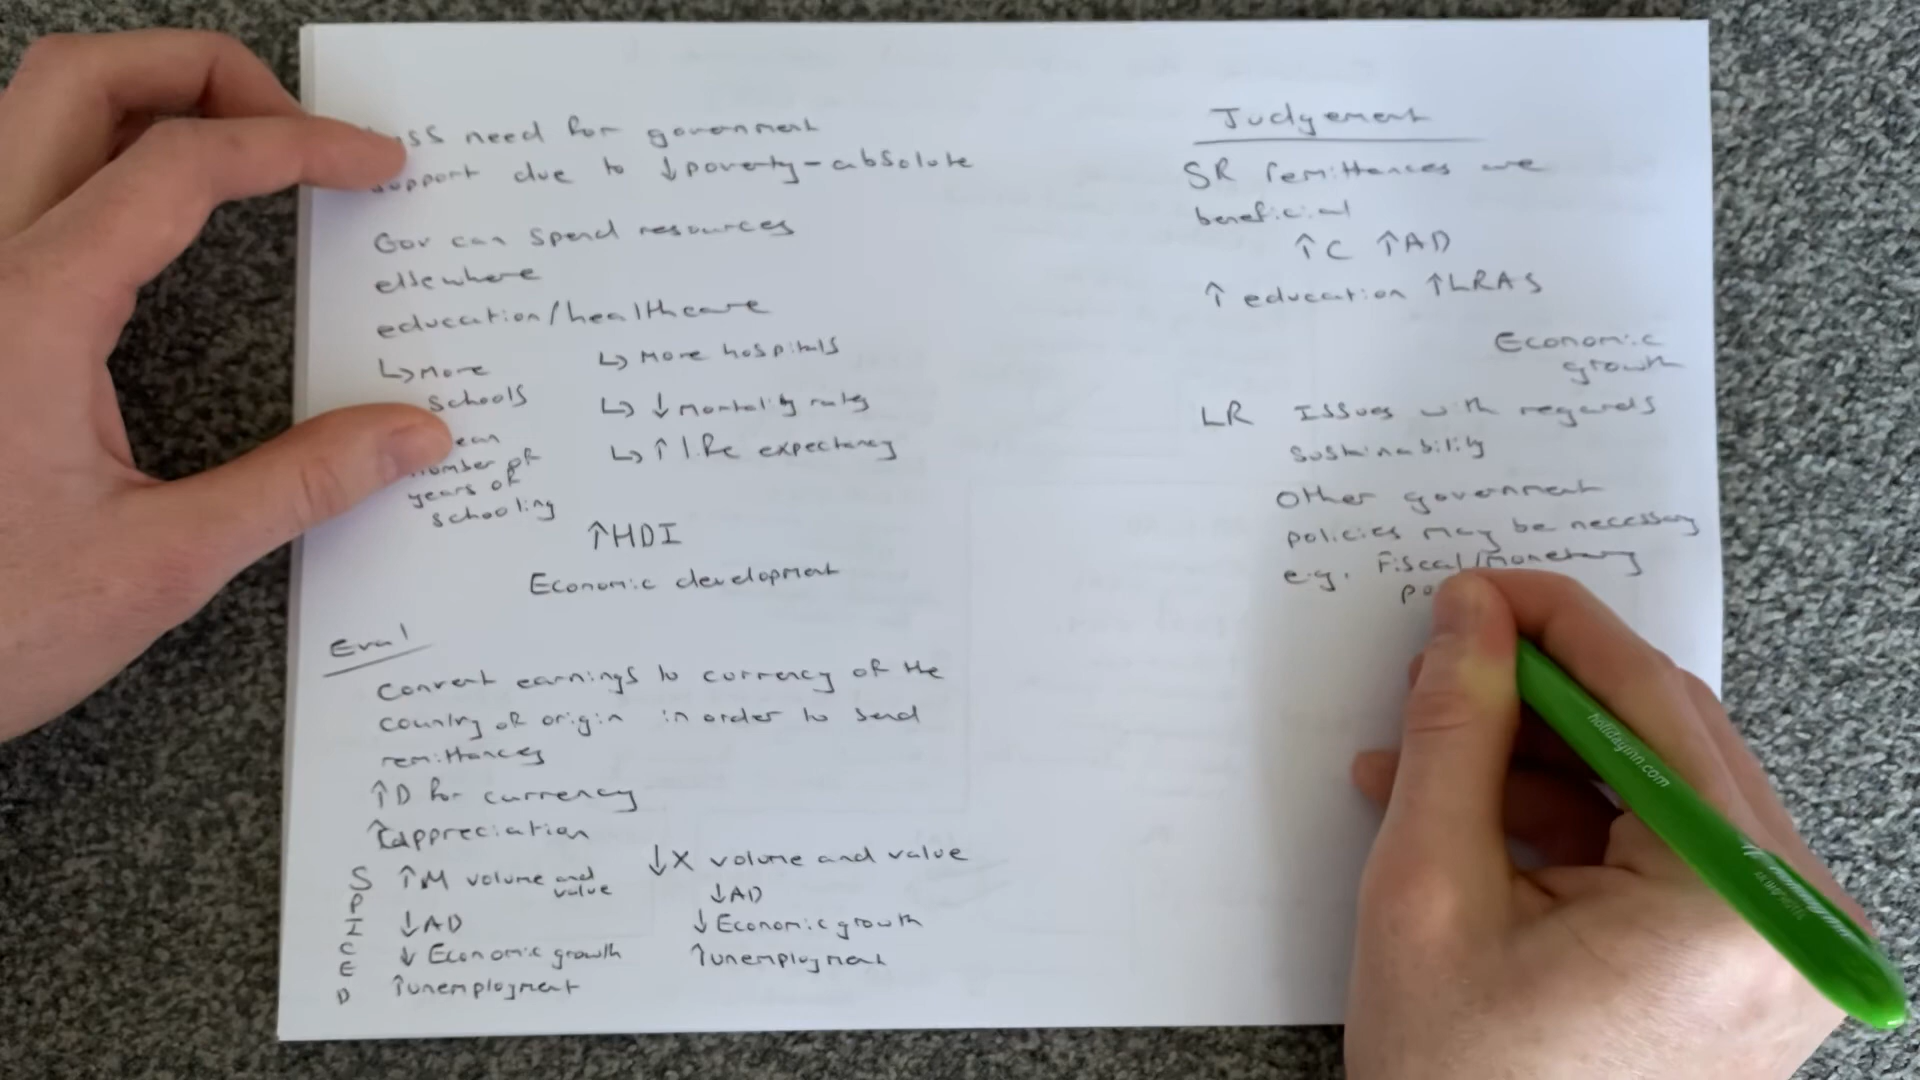 need for government
support due to ↓poverty - absolute
Gov can spend resources
elsewhere
education/healthcare
↳ More
schools
number of
years of
schooling
↳ More hospitals
↳ ↓ mortality rates
↳ ↑ life expectancy
↑HDI
Economic development
Eval
Convert earnings to currency of the
country of origin in order to send
remittances
↑D for currency
appreciation
SPICED
↑M volume and
value
↓AD
↓ Economic growth
↑unemployment
↓X volume and value
↓AD
↓ Economic growth
↑unemployment
Judgement
SR remittances are
beneficial
↑C ↑AD
↑ education ↑LRAS
Economic
growth
LR Issues with regards
sustainability
Other government
policies may be necessary
e.g. Fiscal/monetary
holidayinn.com